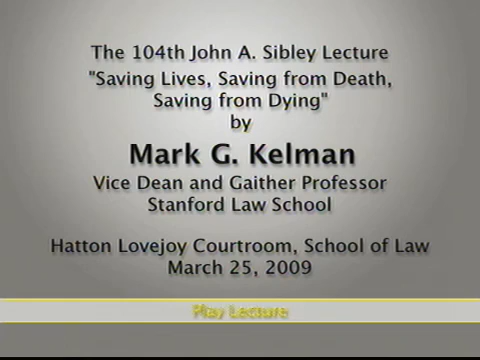 The 104th John A. Sibley Lecture
"Saving Lives, Saving from Death,
Saving from Dying"
by
Mark G. Kelman
Vice Dean and Gaither Professor
Stanford Law School
Hatton Lovejoy Courtroom, School of Law
March 25, 2009
Play Lecture